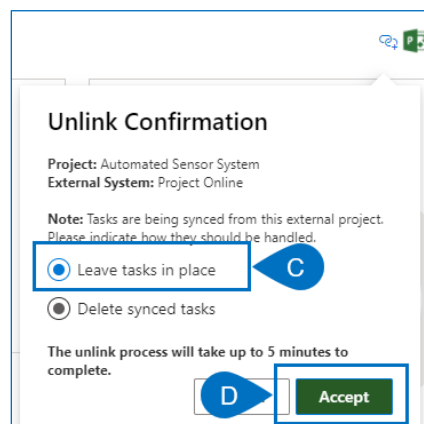 P
Unlink Confirmation
Project: Automated Sensor System
External System: Project Online
Note: Tasks are being synced from this external project.
Please indicate how they should be handled.
Leave tasks in place
C
Delete synced tasks
The unlink process will take up to 5 minutes to
complete.
D
Accept